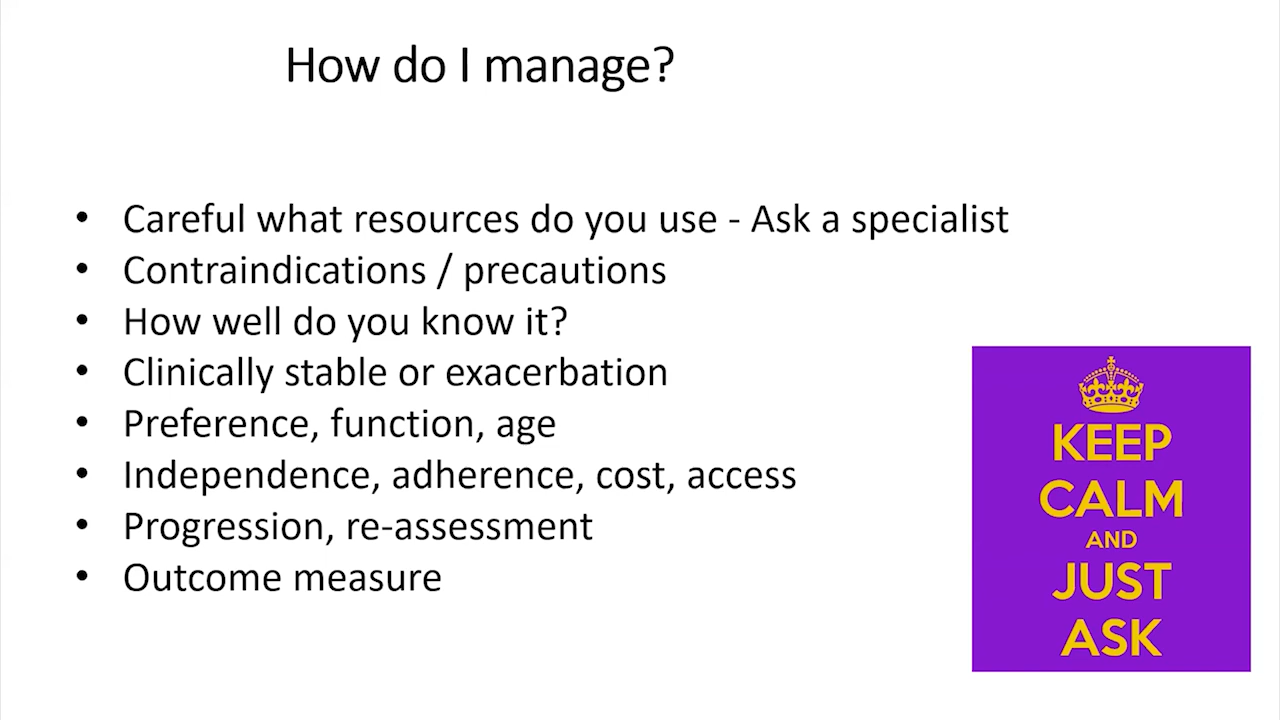 How do I manage?
• Careful what resources do you use - Ask a specialist
• Contraindications / precautions
• How well do you know it?
• Clinically stable or exacerbation
• Preference, function, age
• Independence, adherence, cost, access
• Progression, re-assessment
• Outcome measure
KEEP
CALM
AND
JUST
ASK